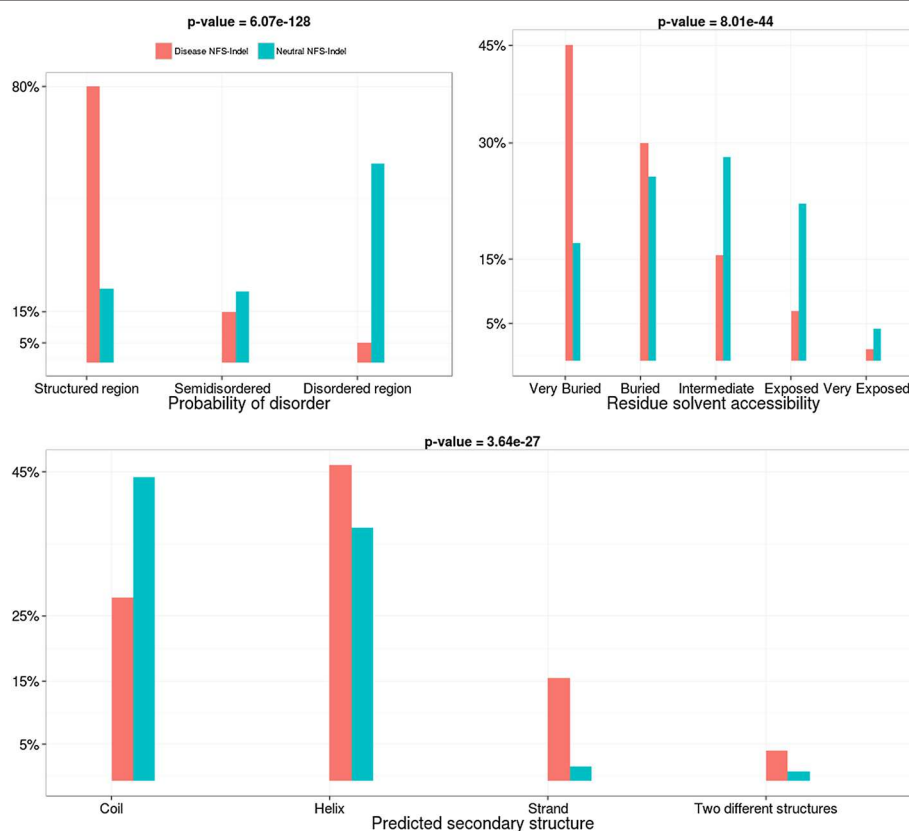 p-value = 6.07e-128
Disease NFS-Indel Neutral NFS-Indel
80%
15%
5%
Structured region Semidisordered Disordered region
Probability of disorder
p-value = 8.01e-44
45%
30%
15%
5%
Very Buried Buried Intermediate Exposed Very Exposed
Residue solvent accessibility
p-value = 3.64e-27
45%
25%
15%
5%
Coil Helix Strand Two different structures
Predicted secondary structure